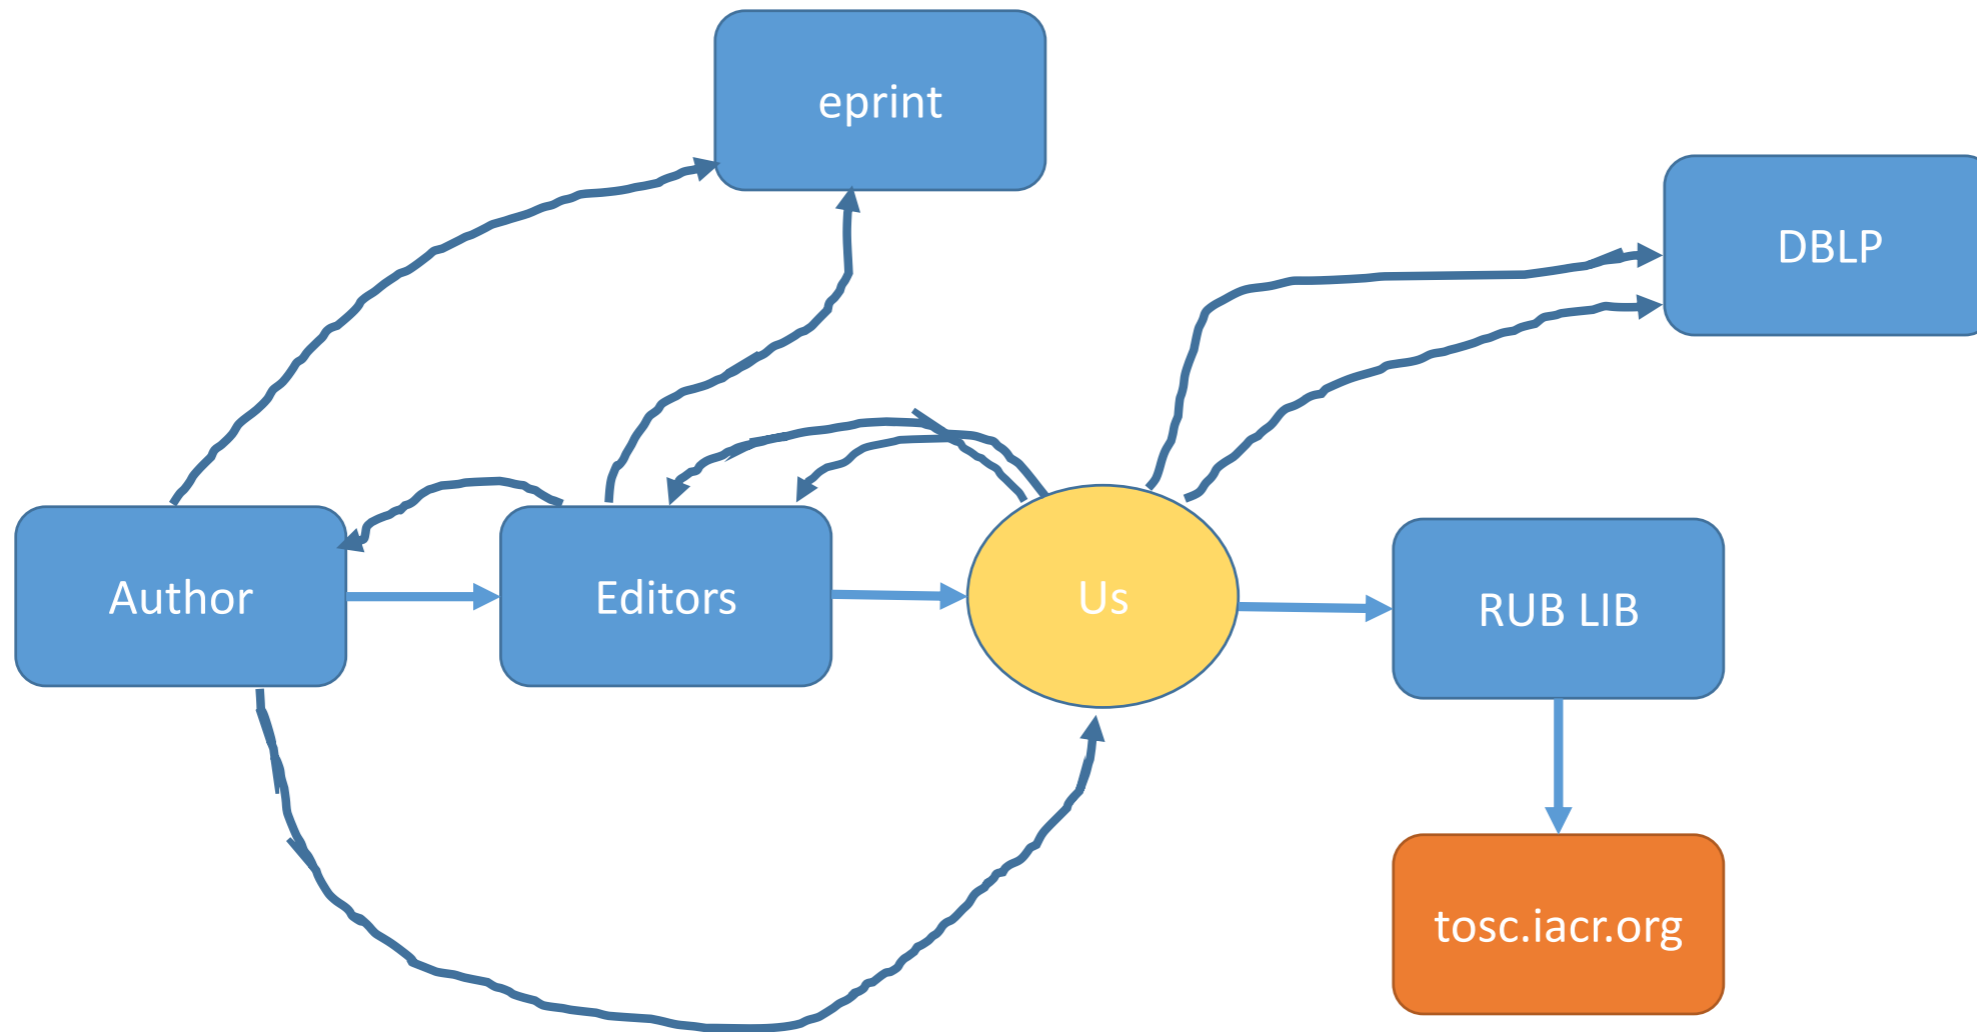 eprint
DBLP
Author
Editors
Us
RUB LIB
tosc.iacr.org